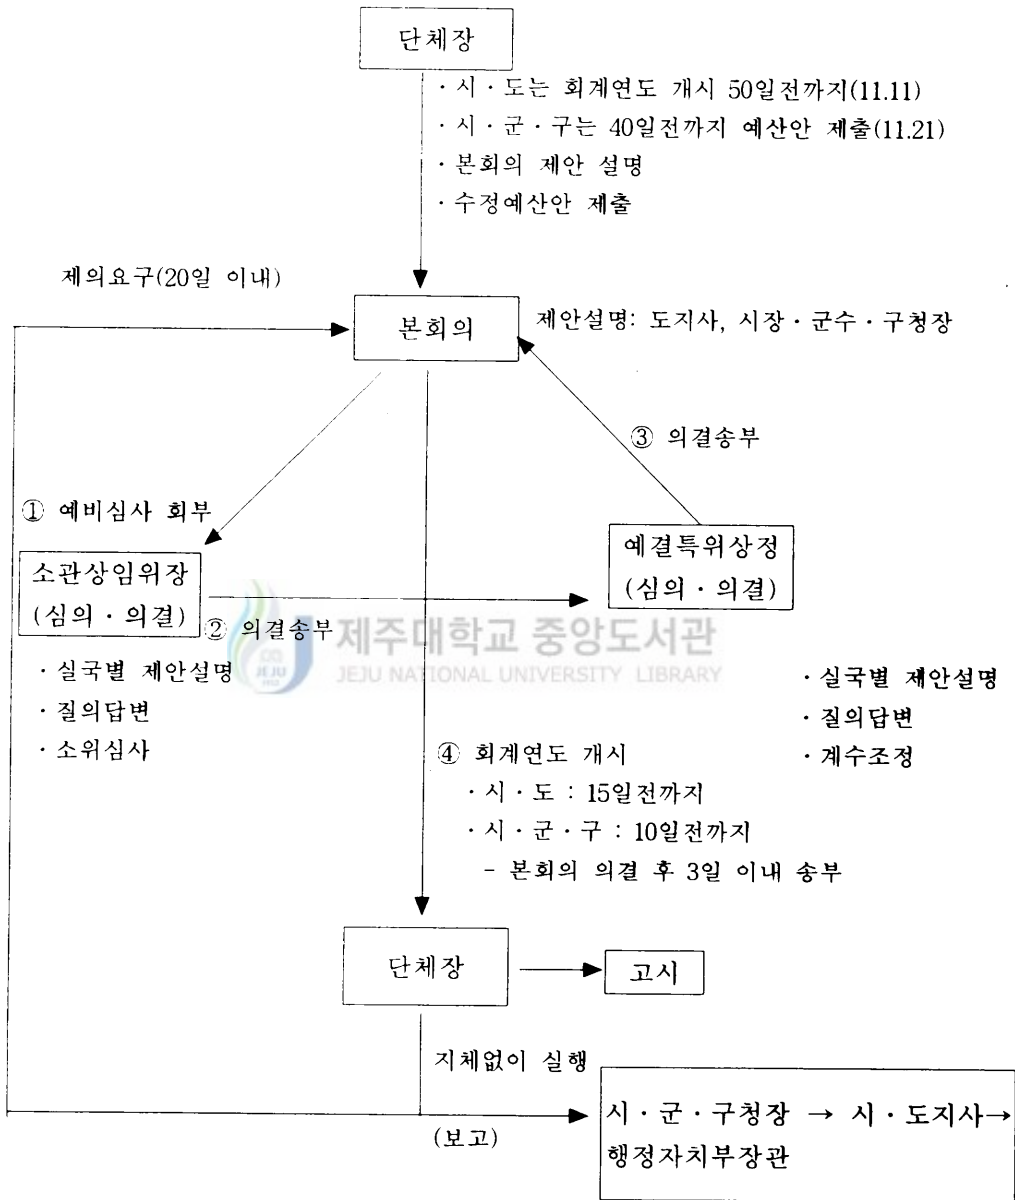 단체장
· 시 · 도는 회계연도 개시 50일전까지(11.11)
· 시 · 군 · 구는 40일전까지 예산안 제출(11.21)
· 본회의 제안 설명
· 수정예산안 제출
제의요구(20일 이내)
본회의
제안설명: 도지사, 시장 · 군수 · 구청장
③ 의결송부
① 예비심사 회부
소관상임위장
(심의 · 의결)
예결특위상정
(심의 · 의결)
② 의결송부
제주대학교 중앙도서관
JEJU NATIONAL UNIVERSITY LIBRARY
JEJU
1952
· 실국별 제안설명
· 질의답변
· 소위심사
· 실국별 제안설명
· 질의답변
· 계수조정
④ 회계연도 개시
· 시 · 도 : 15일전까지
· 시 · 군 · 구 : 10일전까지
- 본회의 의결 후 3일 이내 송부
단체장
고시
지체없이 실행
(보고)
시 · 군 · 구청장 → 시 · 도지사→
행정자치부장관